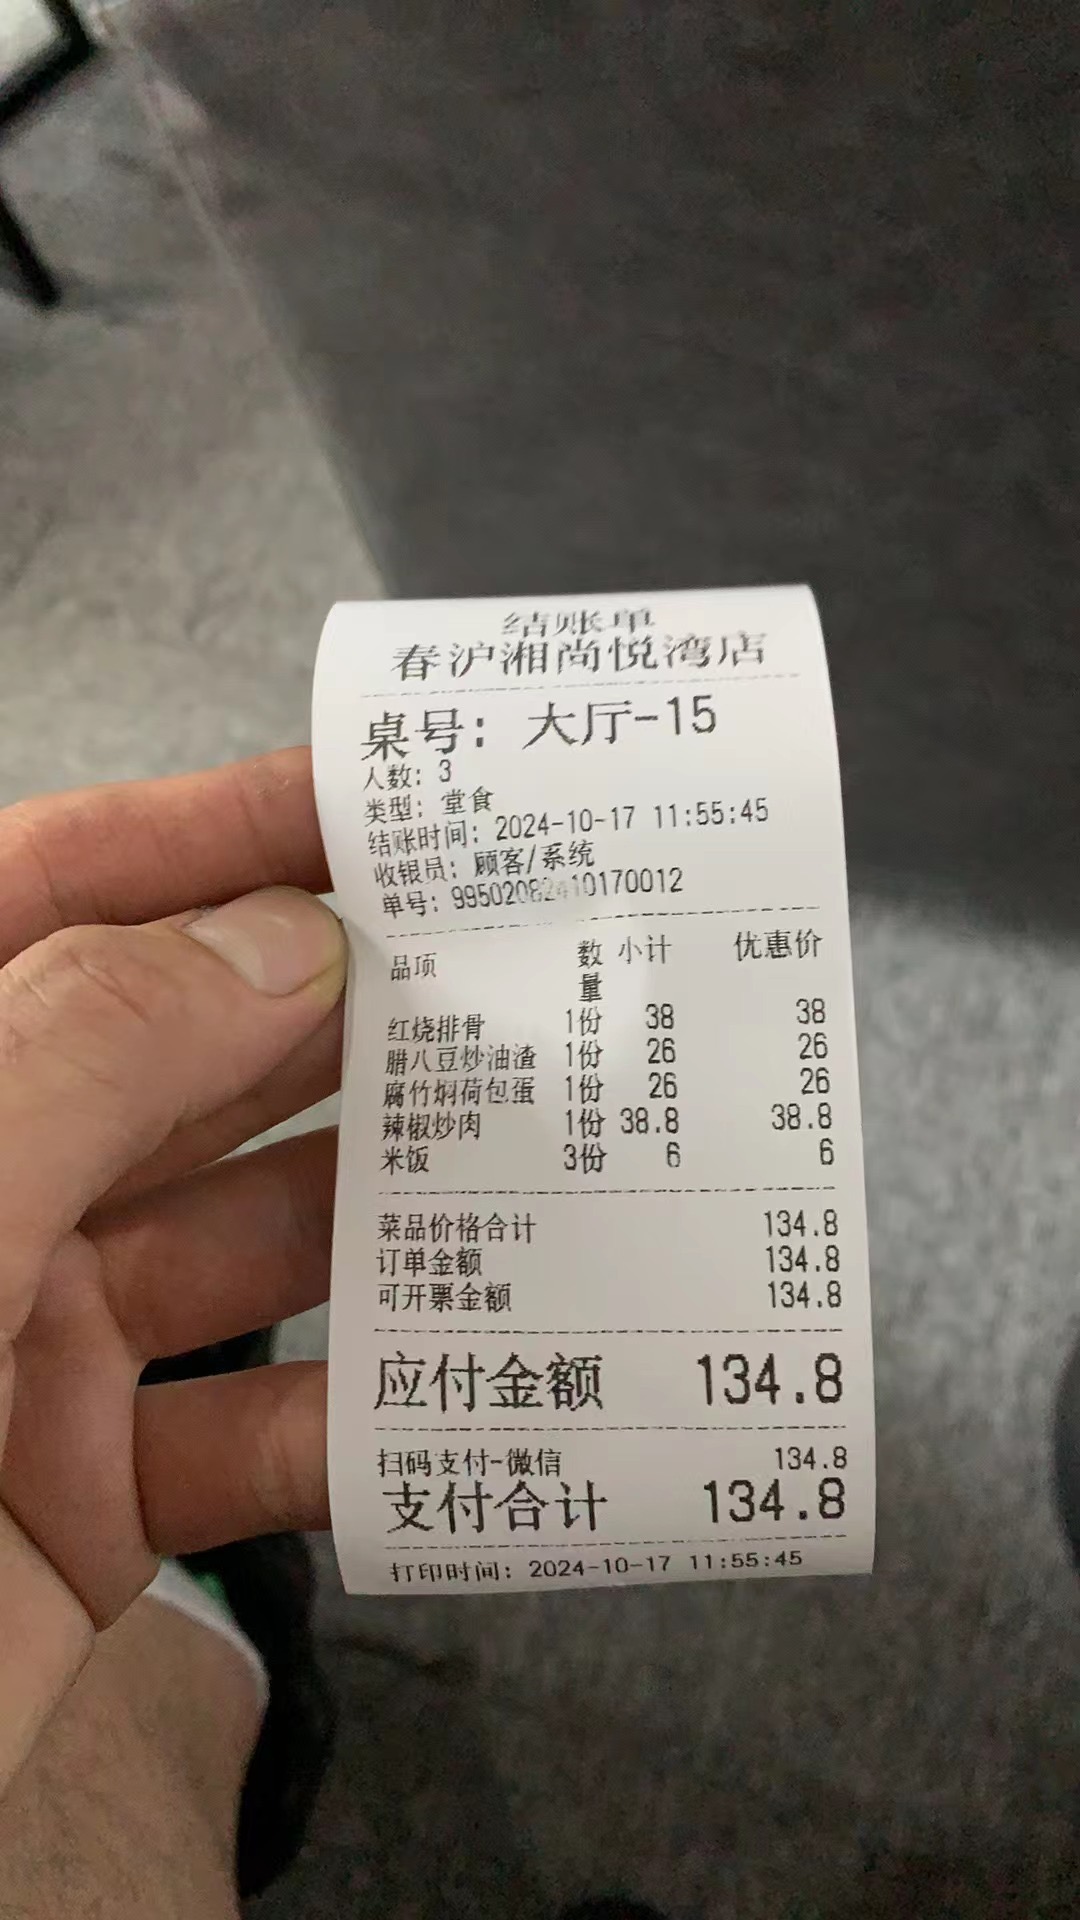 结账单
春沪湘尚悦湾店
桌号: 大厅-15
人数: 3
类型: 堂食
结账时间: 2024-10-17 11:55:45
收银员: 顾客/系统
单号: 99502082410170012
品项 数量 小计 优惠价
红烧排骨 1份 38 38
腊八豆炒油渣 1份 26 26
腐竹焖荷包蛋 1份 26 26
辣椒炒肉 1份 38.8 38.8
米饭 3份 6 6
菜品价格合计 134.8
订单金额 134.8
可开票金额 134.8
应付金额 134.8
扫码支付-微信 134.8
支付合计 134.8
打印时间: 2024-10-17 11:55:45